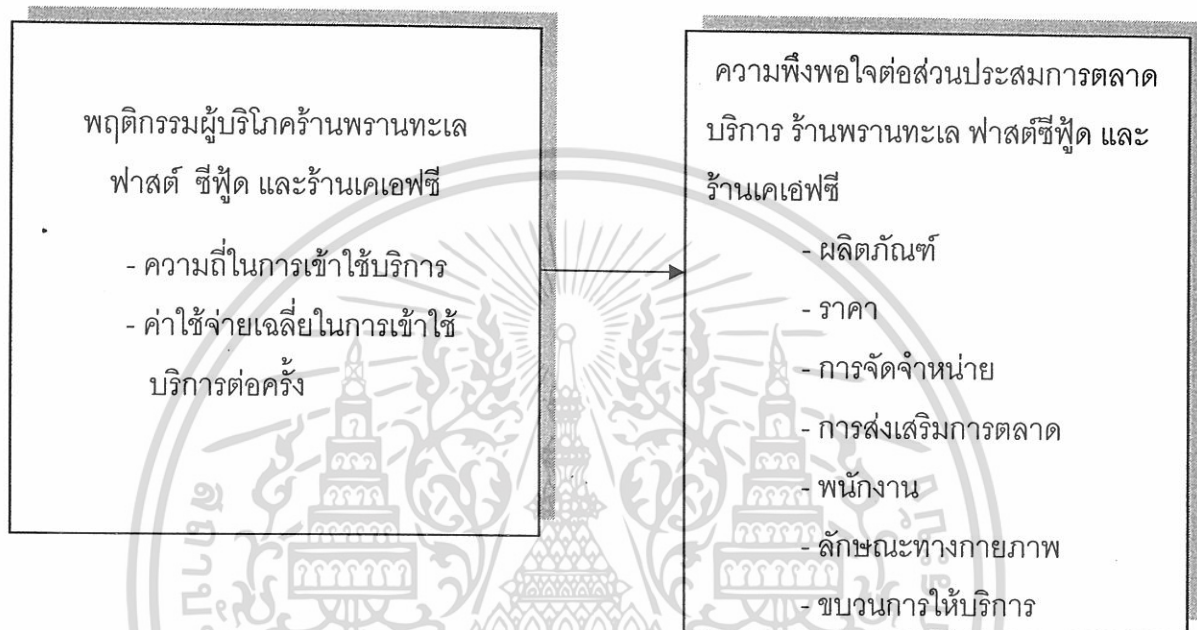 พฤติกรรมผู้บริโภคร้านพรานทะเล
ฟาสต์ ซีฟู้ด และร้านเคเอฟซี
- ความถี่ในการเข้าใช้บริการ
- ค่าใช้จ่ายเฉลี่ยในการเข้าใช้
บริการต่อครั้ง
ความพึงพอใจต่อส่วนประสมการตลาด
บริการ ร้านพรานทะเล ฟาสต์ซีฟู้ด และ
ร้านเคเอฟซี
- ผลิตภัณฑ์
- ราคา
- การจัดจำหน่าย
- การส่งเสริมการตลาด
- พนักงาน
- ลักษณะทางกายภาพ
- ขบวนการให้บริการ